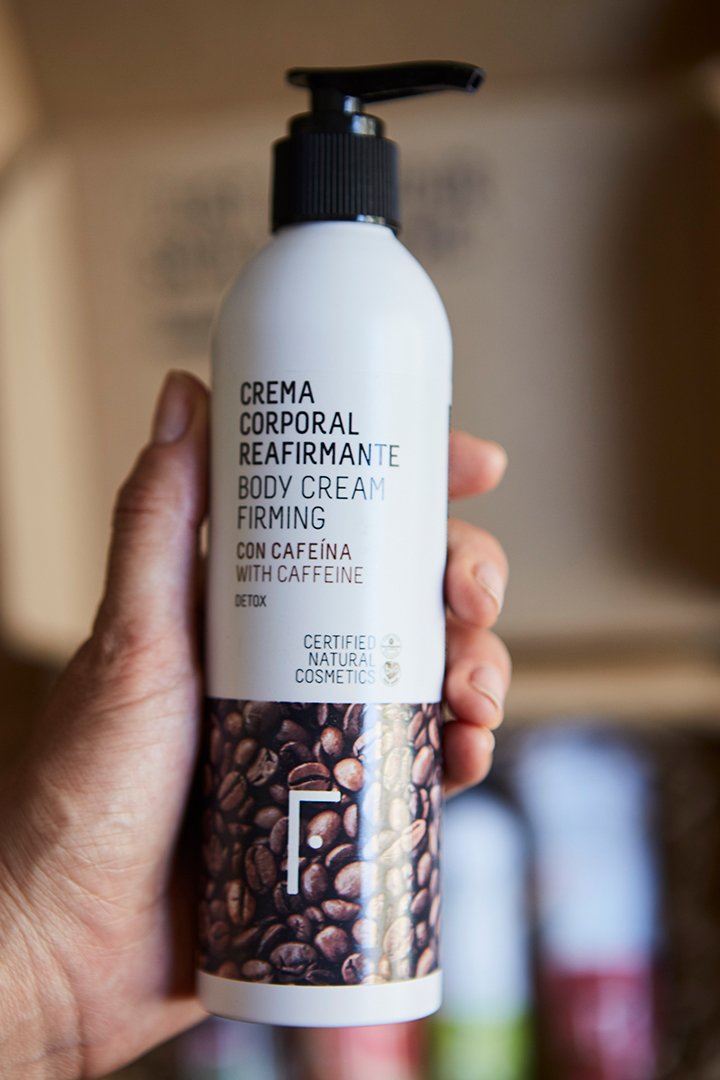 CREMA
CORPORAL
REAFIRMANTE
BODY CREAM
FIRMING
CON CAFEÍNA
WITH CAFFEINE
DETOX
CERTIFIED
NATURAL
COSMETICS
F